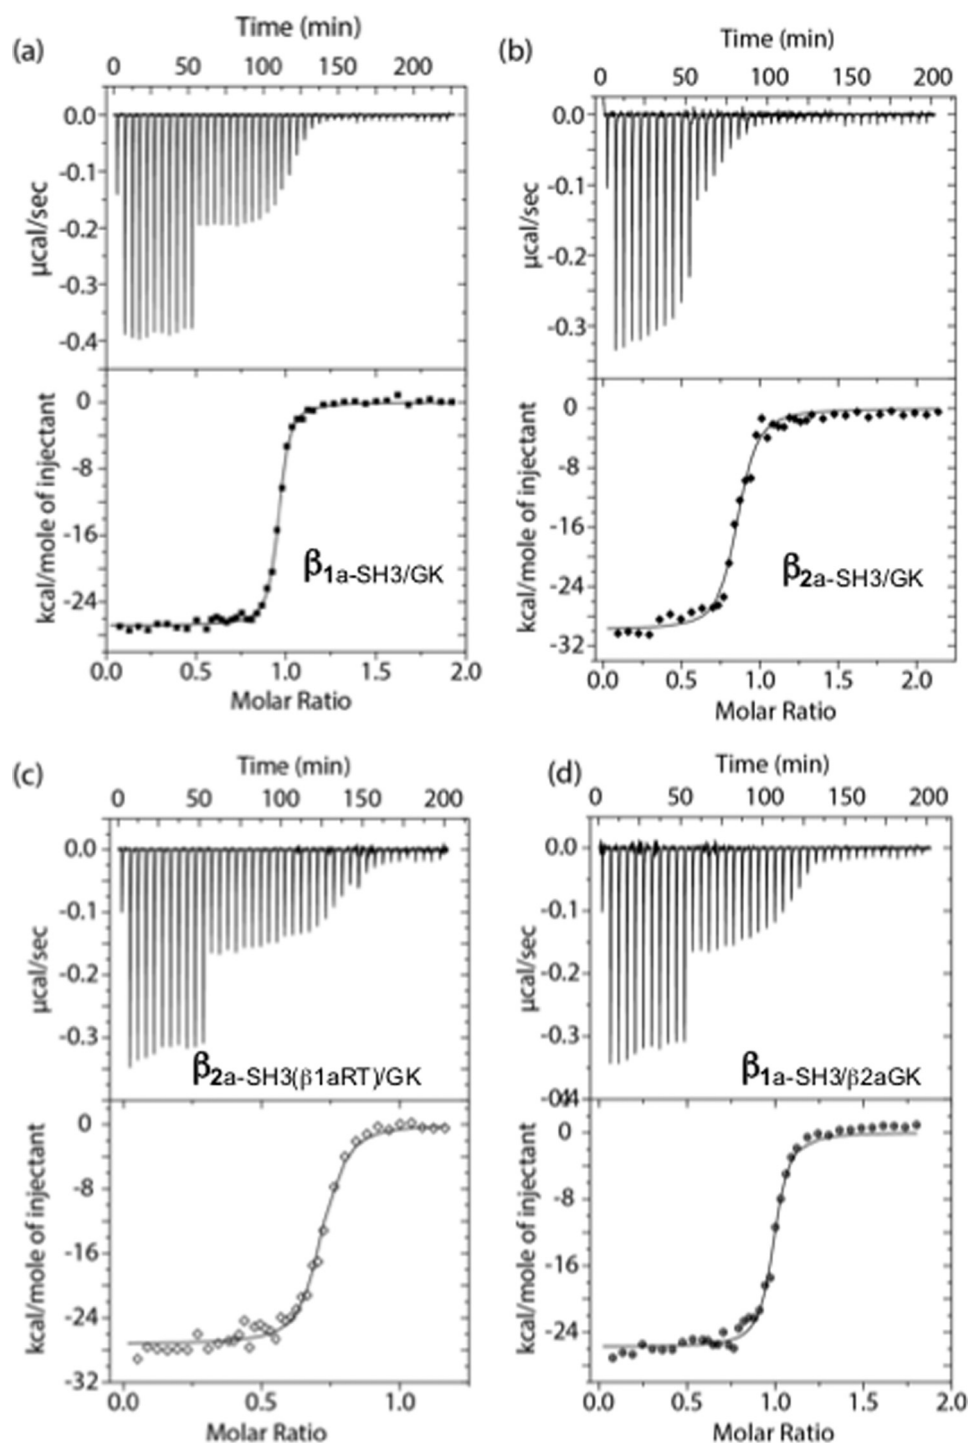 (a)
Time (min)
0 50 100 150 200
0.0
-0.1
-0.2
-0.3
-0.4
µcal/sec
0
-8
-16
-24
kcal/mole of injectant
β1a-SH3/GK
0.0 0.5 1.0 1.5 2.0
Molar Ratio
(b)
Time (min)
0 50 100 150 200
0.0
-0.1
-0.2
-0.3
µcal/sec
0
-8
-16
-24
-32
kcal/mole of injectant
β2a-SH3/GK
0.0 0.5 1.0 1.5 2.0
Molar Ratio
(c)
Time (min)
0 50 100 150 200
0.0
-0.1
-0.2
-0.3
µcal/sec
β2a-SH3(β1aRT)/GK
0
-8
-16
-24
-32
kcal/mole of injectant
0.0 0.5 1.0
Molar Ratio
(d)
Time (min)
0 50 100 150 200
0.0
-0.1
-0.2
-0.3
µcal/sec
β1a-SH3/β2aGK
0
-8
-16
-24
kcal/mole of injectant
0.0 0.5 1.0 1.5 2.0
Molar Ratio